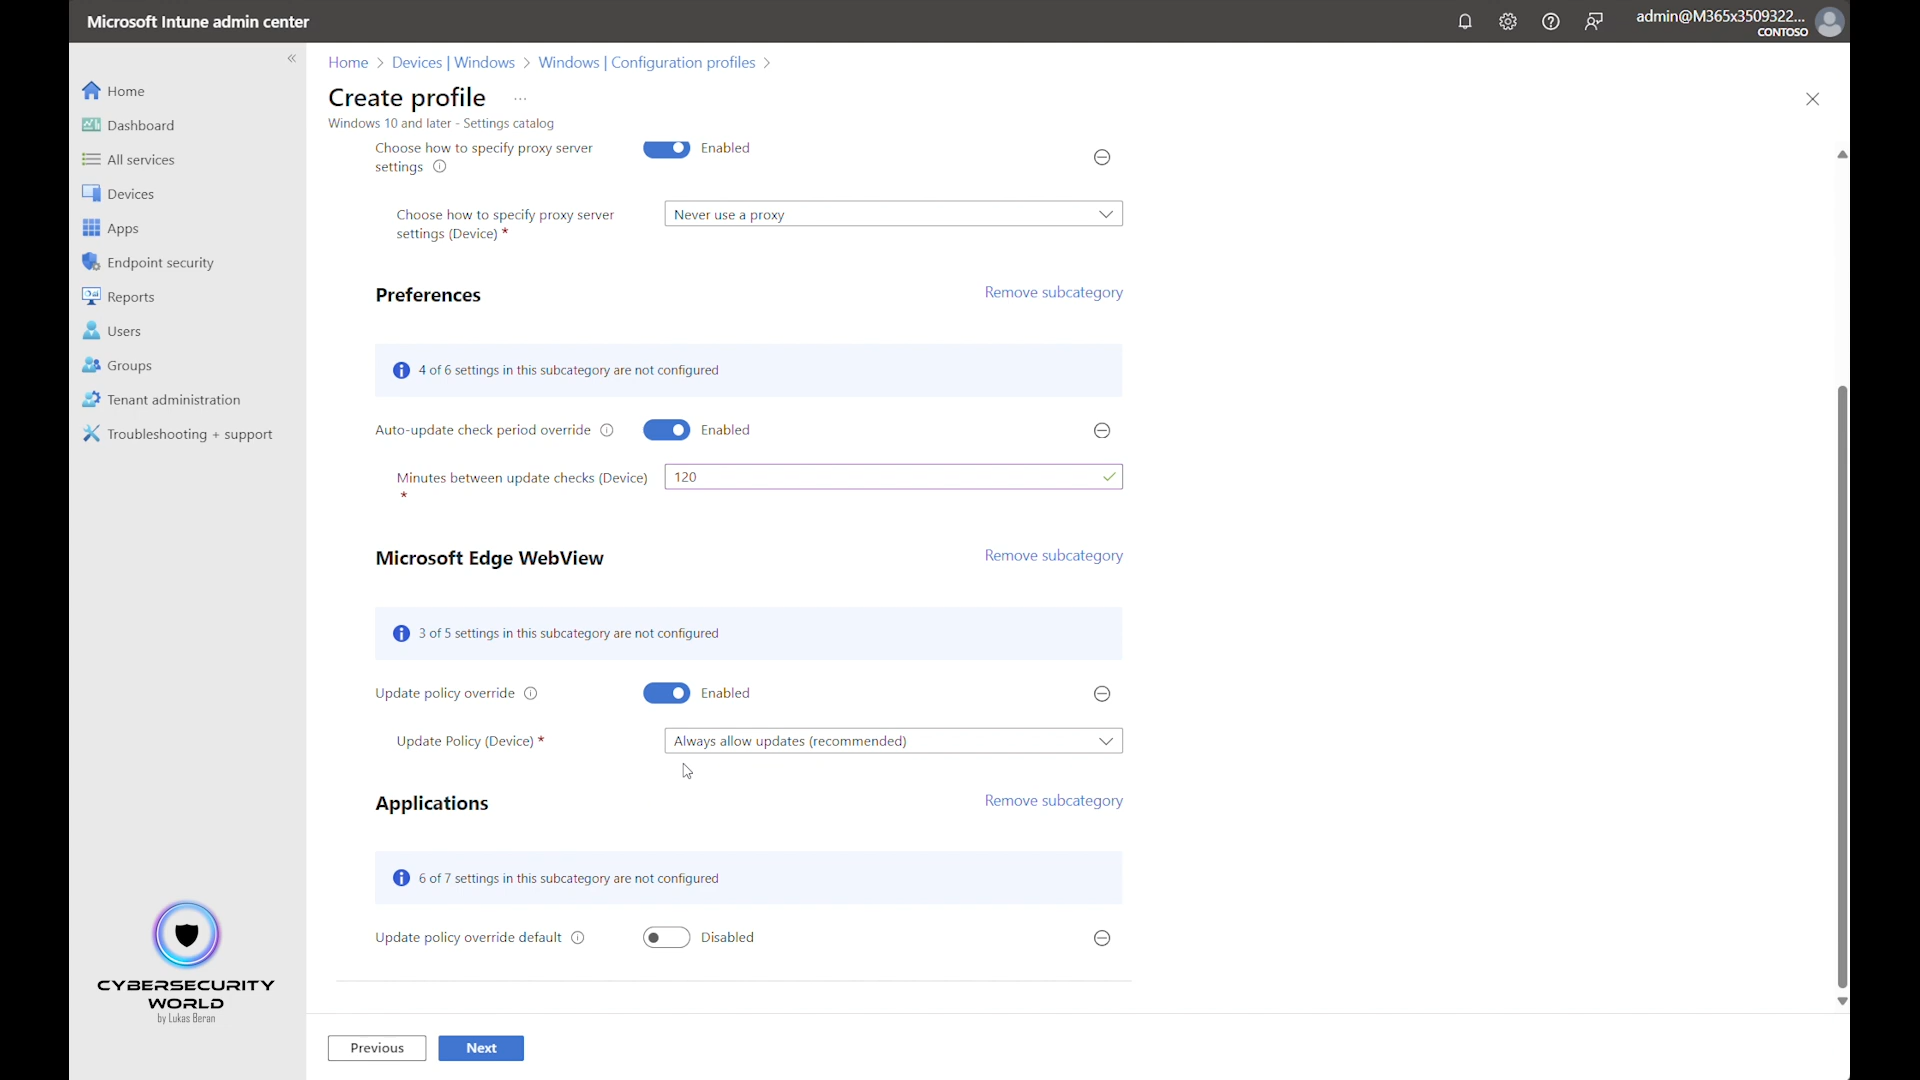 Microsoft Intune admin center
admin@M365x3509322...
CONTOSO
Home
Dashboard
All services
Devices
Apps
Endpoint security
Reports
Users
Groups
Tenant administration
Troubleshooting + support
CYBERSECURITY
WORLD
by Lukas Beran
Home > Devices | Windows > Windows | Configuration profiles >
Create profile ...
Windows 10 and later - Settings catalog
Choose how to specify proxy server
settings
Enabled
Choose how to specify proxy server
settings (Device) *
Never use a proxy
Preferences
Remove subcategory
4 of 6 settings in this subcategory are not configured
Auto-update check period override
Enabled
Minutes between update checks (Device)
*
120
Microsoft Edge WebView
Remove subcategory
3 of 5 settings in this subcategory are not configured
Update policy override
Enabled
Update Policy (Device) *
Always allow updates (recommended)
Applications
Remove subcategory
6 of 7 settings in this subcategory are not configured
Update policy override default
Disabled
Previous
Next